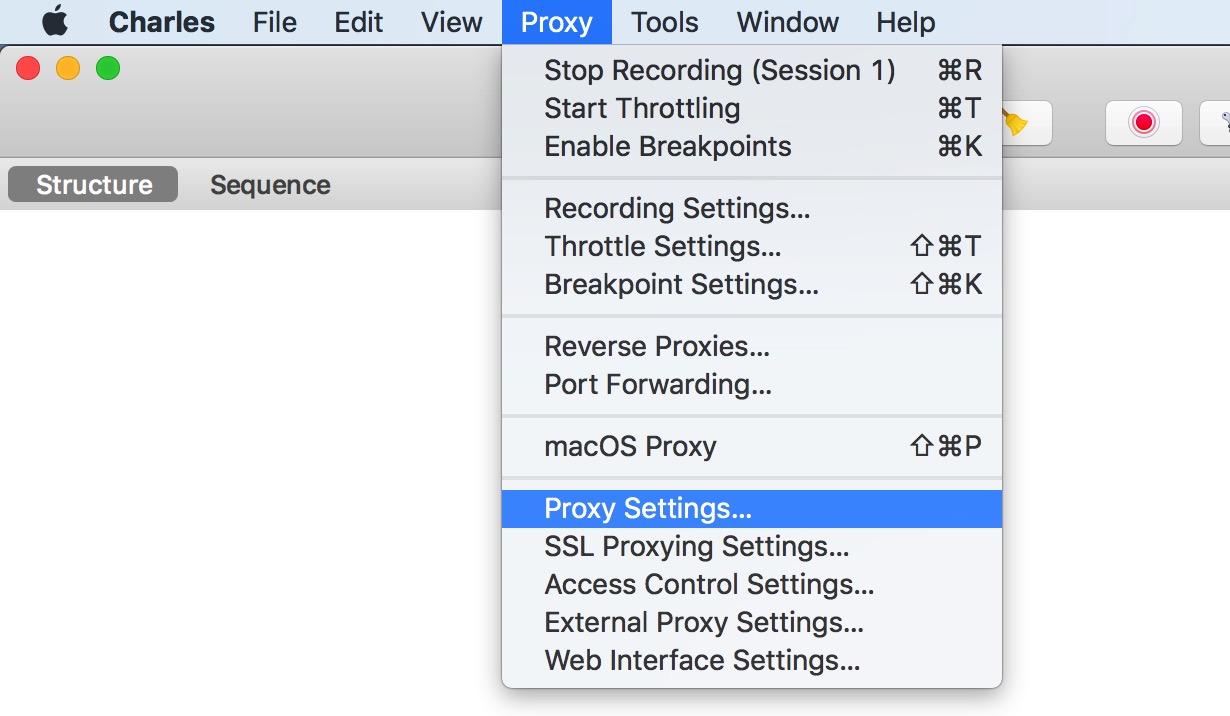 Charles File Edit View Proxy Tools Window Help
Stop Recording (Session 1) ⌘R
Start Throttling ⌘T
Enable Breakpoints ⌘K
Structure Sequence
Recording Settings...
Throttle Settings... ⇧⌘T
Breakpoint Settings... ⇧⌘K
Reverse Proxies...
Port Forwarding...
macOS Proxy ⇧⌘P
Proxy Settings...
SSL Proxying Settings...
Access Control Settings...
External Proxy Settings...
Web Interface Settings...